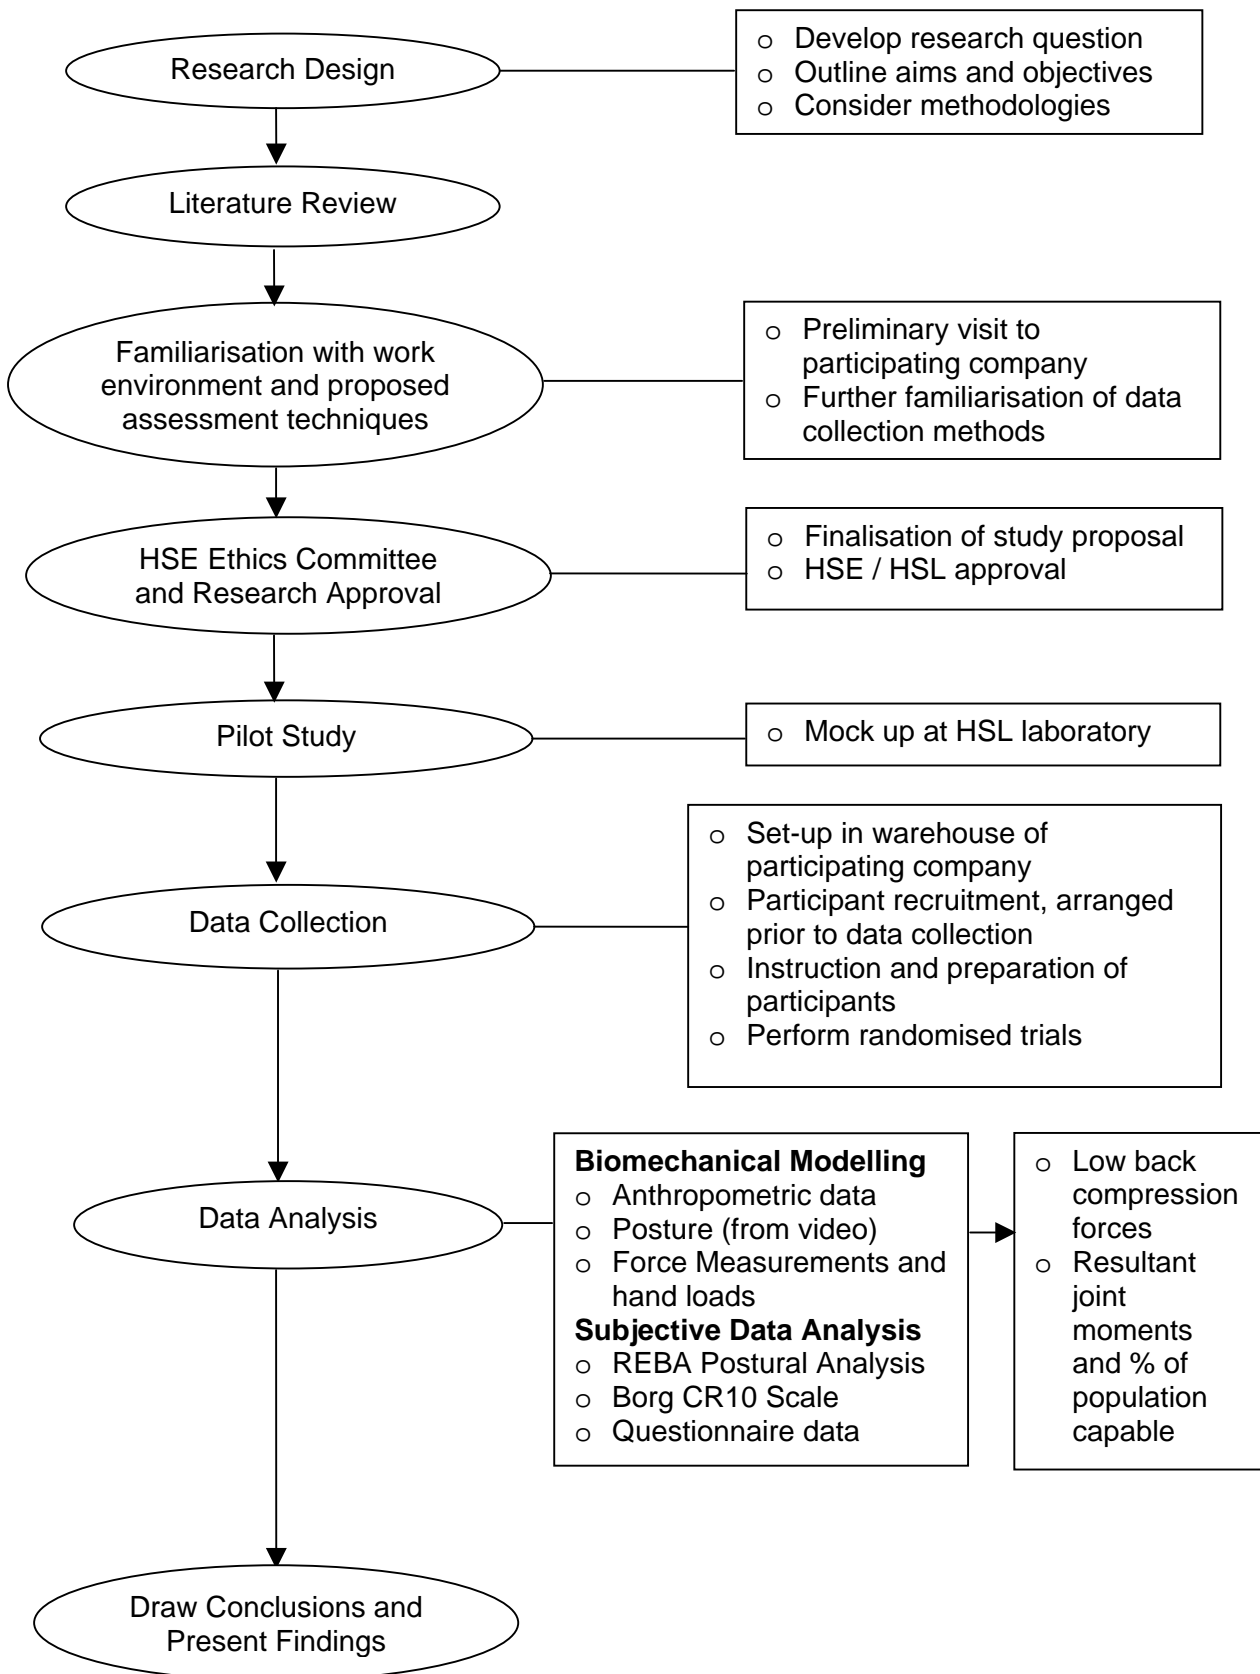 Research Design
o Develop research question
o Outline aims and objectives
o Consider methodologies
Literature Review
Familiarisation with work
environment and proposed
assessment techniques
o Preliminary visit to
participating company
o Further familiarisation of data
collection methods
HSE Ethics Committee
and Research Approval
o Finalisation of study proposal
o HSE / HSL approval
Pilot Study
o Mock up at HSL laboratory
Data Collection
o Set-up in warehouse of
participating company
o Participant recruitment, arranged
prior to data collection
o Instruction and preparation of
participants
o Perform randomised trials
Data Analysis
Biomechanical Modelling
o Anthropometric data
o Posture (from video)
o Force Measurements and
hand loads
Subjective Data Analysis
o REBA Postural Analysis
o Borg CR10 Scale
o Questionnaire data
o Low back
compression
forces
o Resultant
joint
moments
and % of
population
capable
Draw Conclusions and
Present Findings